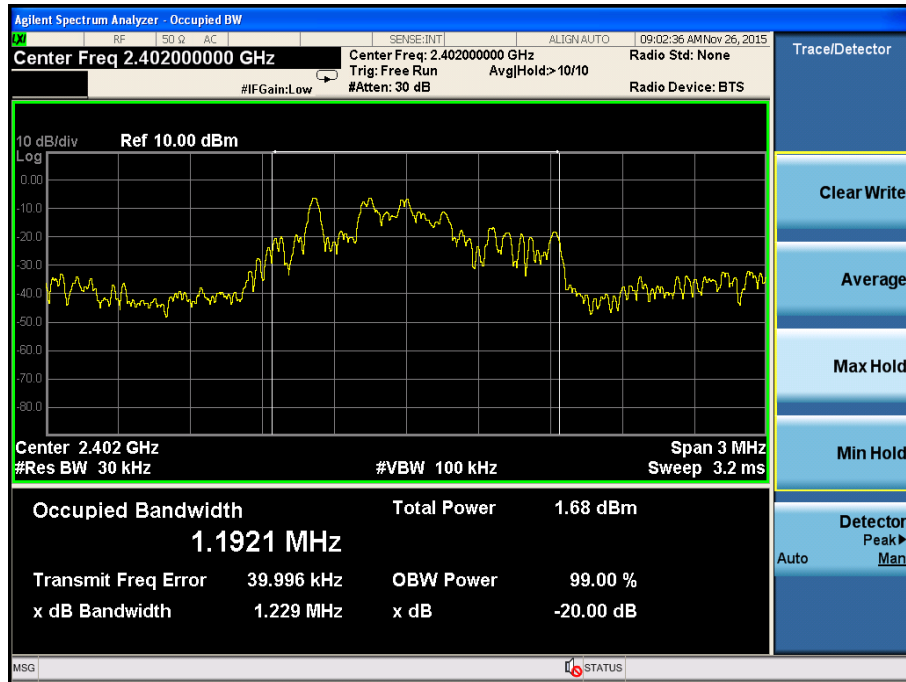 Agilent Spectrum Analyzer - Occupied BW
LXI RF 50 Ω AC SENSE:INT ALIGN AUTO 09:02:36 AM Nov 26, 2015
Center Freq 2.402000000 GHz
Center Freq: 2.402000000 GHz
Radio Std: None
Trig: Free Run Avg|Hold:> 10/10
#IFGain:Low
#Atten: 30 dB
Radio Device: BTS
Trace/Detector
10 dB/div Ref 10.00 dBm
Log
0.00
-10.0
-20.0
-30.0
-40.0
-50.0
-60.0
-70.0
-80.0
Center 2.402 GHz
Span 3 MHz
#Res BW 30 kHz
#VBW 100 kHz
Sweep 3.2 ms
Occupied Bandwidth
1.1921 MHz
Total Power 1.68 dBm
Transmit Freq Error 39.996 kHz
OBW Power 99.00 %
x dB Bandwidth 1.229 MHz
x dB -20.00 dB
Clear Write
Average
Max Hold
Min Hold
Detector
Peak▶
Auto Man
MSG
STATUS